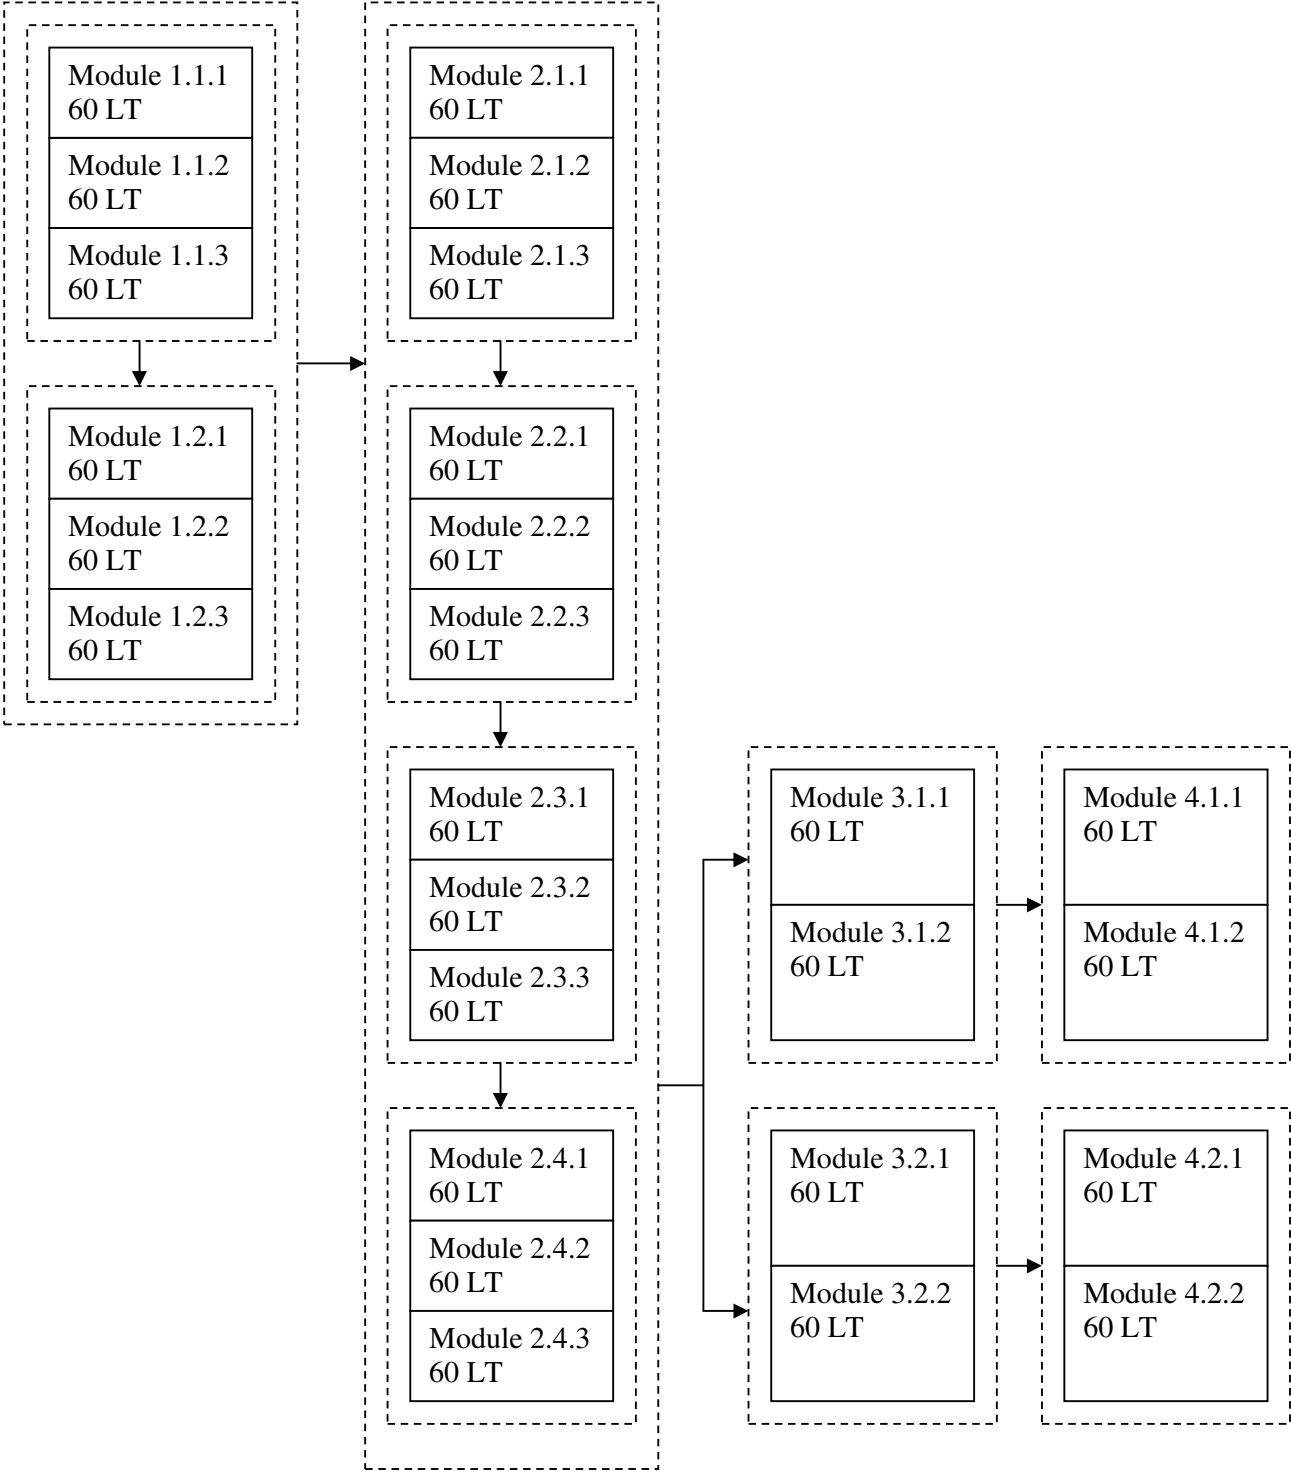 Module 1.1.1
60 LT
Module 1.1.2
60 LT
Module 1.1.3
60 LT
Module 1.2.1
60 LT
Module 1.2.2
60 LT
Module 1.2.3
60 LT
Module 2.1.1
60 LT
Module 2.1.2
60 LT
Module 2.1.3
60 LT
Module 2.2.1
60 LT
Module 2.2.2
60 LT
Module 2.2.3
60 LT
Module 2.3.1
60 LT
Module 2.3.2
60 LT
Module 2.3.3
60 LT
Module 2.4.1
60 LT
Module 2.4.2
60 LT
Module 2.4.3
60 LT
Module 3.1.1
60 LT
Module 3.1.2
60 LT
Module 4.1.1
60 LT
Module 4.1.2
60 LT
Module 3.2.1
60 LT
Module 3.2.2
60 LT
Module 4.2.1
60 LT
Module 4.2.2
60 LT